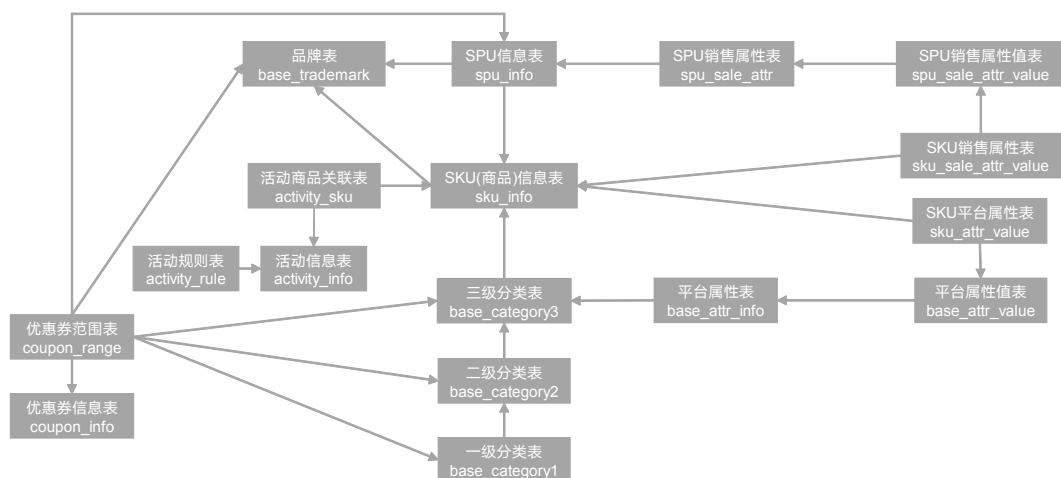 品牌表
base_trademark
SPU信息表
spu_info
SPU销售属性表
spu_sale_attr
SPU销售属性值表
spu_sale_attr_value
SKU销售属性表
sku_sale_attr_value
活动商品关联表
activity_sku
SKU(商品)信息表
sku_info
SKU平台属性表
sku_attr_value
活动规则表
activity_rule
活动信息表
activity_info
三级分类表
base_category3
平台属性表
base_attr_info
平台属性值表
base_attr_value
优惠券范围表
coupon_range
二级分类表
base_category2
优惠券信息表
coupon_info
一级分类表
base_category1